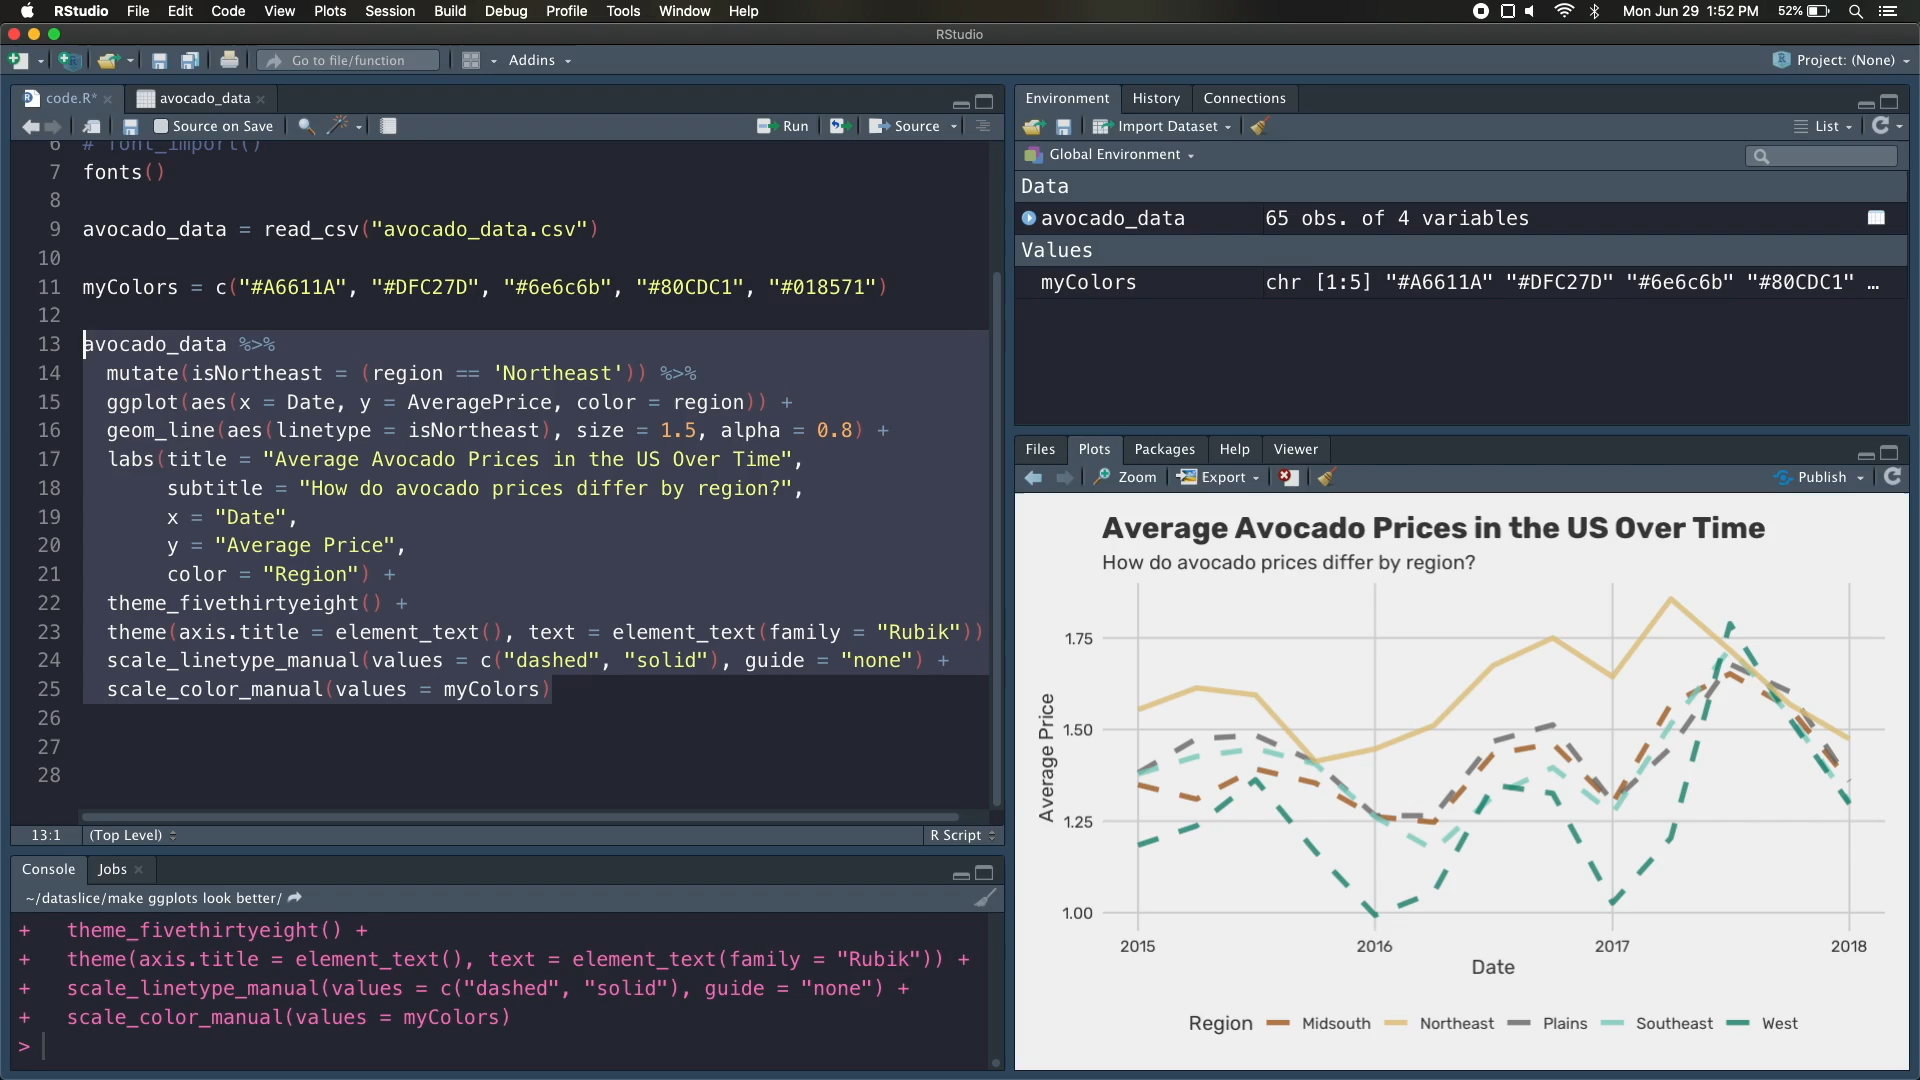 RStudio File Edit Code View Plots Session Build Debug Profile Tools Window Help Mon Jun 29 1:52 PM 52%
RStudio
Go to file/function Addins Project: (None)
code.R* avocado_data
Source on Save Run Source
6 # font_import()
7 fonts()
8
9 avocado_data = read_csv("avocado_data.csv")
10
11 myColors = c("#A6611A", "#DFC27D", "#6e6c6b", "#80CDC1", "#018571")
12
13 avocado_data %>%
14 mutate(isNortheast = (region == 'Northeast')) %>%
15 ggplot(aes(x = Date, y = AveragePrice, color = region)) +
16 geom_line(aes(linetype = isNortheast), size = 1.5, alpha = 0.8) +
17 labs(title = "Average Avocado Prices in the US Over Time",
18 subtitle = "How do avocado prices differ by region?",
19 x = "Date",
20 y = "Average Price",
21 color = "Region") +
22 theme_fivethirtyeight() +
23 theme(axis.title = element_text(), text = element_text(family = "Rubik"))
24 scale_linetype_manual(values = c("dashed", "solid"), guide = "none") +
25 scale_color_manual(values = myColors)
26
27
28
13:1 (Top Level) R Script
Console Jobs
~/dataslice/make ggplots look better/
+ theme_fivethirtyeight() +
+ theme(axis.title = element_text(), text = element_text(family = "Rubik")) +
+ scale_linetype_manual(values = c("dashed", "solid"), guide = "none") +
+ scale_color_manual(values = myColors)
>
Environment History Connections
Import Dataset List
Global Environment
Data
avocado_data 65 obs. of 4 variables
Values
myColors chr [1:5] "#A6611A" "#DFC27D" "#6e6c6b" "#80CDC1" …
Files Plots Packages Help Viewer
Zoom Export Publish
Average Avocado Prices in the US Over Time
How do avocado prices differ by region?
Average Price
1.75
1.50
1.25
1.00
2015 2016 2017 2018
Date
Region Midsouth Northeast Plains Southeast West